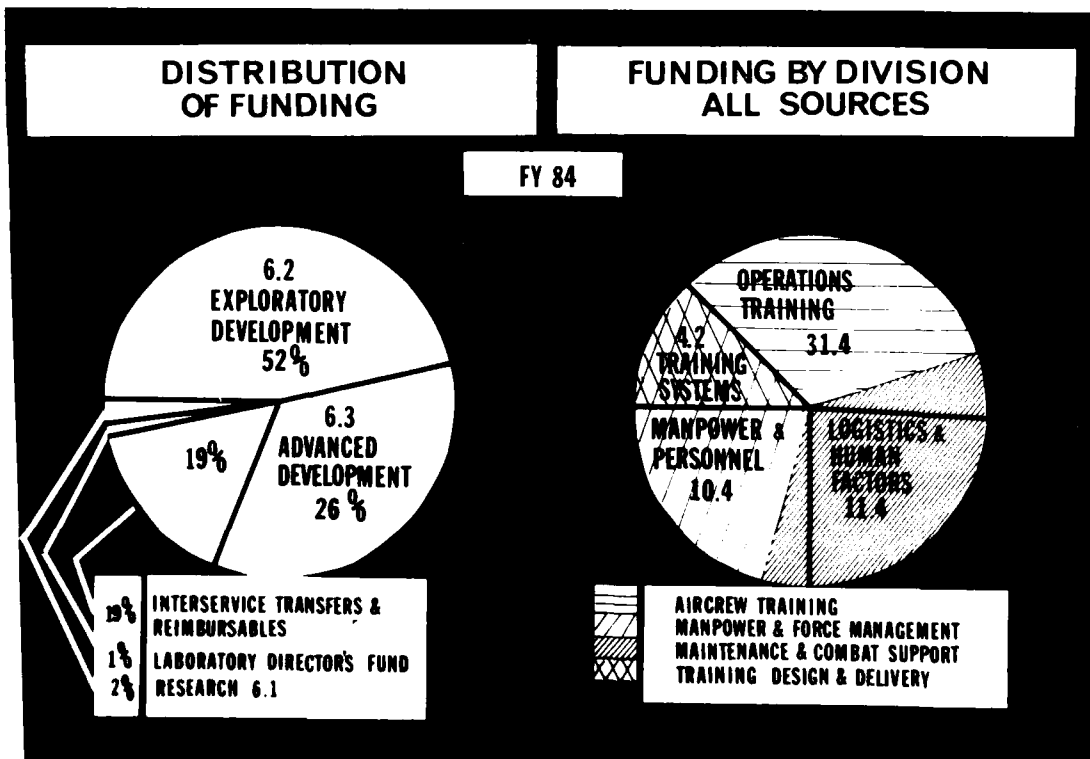 DISTRIBUTION
OF FUNDING
FUNDING BY DIVISION
ALL SOURCES
FY 84
6.2
EXPLORATORY
DEVELOPMENT
52%
6.3
ADVANCED
DEVELOPMENT
26%
19%
19% INTERSERVICE TRANSFERS &
REIMBURSABLES
1% LABORATORY DIRECTOR'S FUND
2% RESEARCH 6.1
OPERATIONS
TRAINING
31.4
4.2
TRAINING
SYSTEMS
MANPOWER &
PERSONNEL
10.4
LOGISTICS &
HUMAN
FACTORS
11.4
AIRCREW TRAINING
MANPOWER & FORCE MANAGEMENT
MAINTENANCE & COMBAT SUPPORT
TRAINING DESIGN & DELIVERY